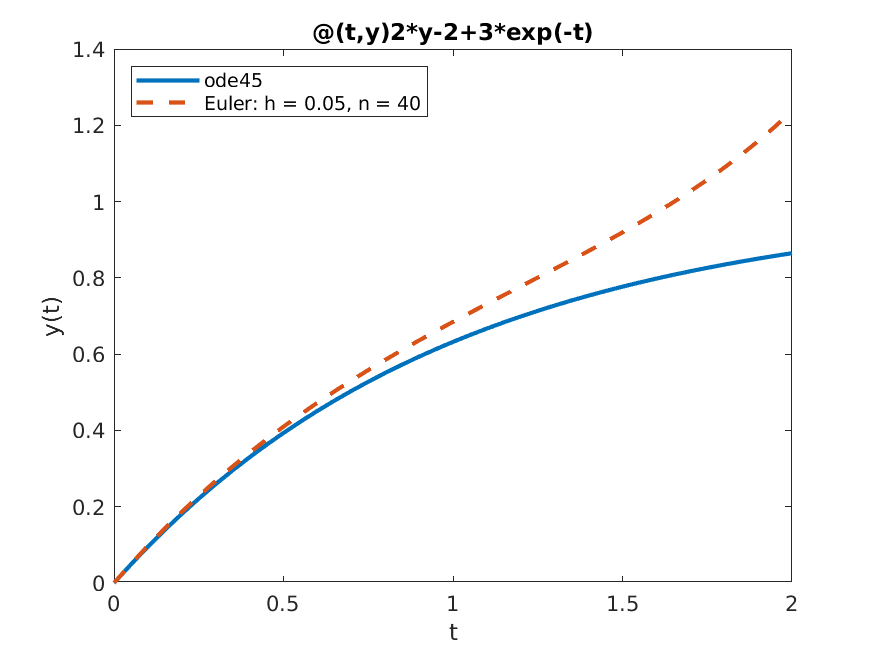 @(t,y)2*y-2+3*exp(-t)
1.4
ode45
Euler: h = 0.05, n = 40
1.2
1
0.8
y(t)
0.6
0.4
0.2
0
0 0.5 1 1.5 2
t